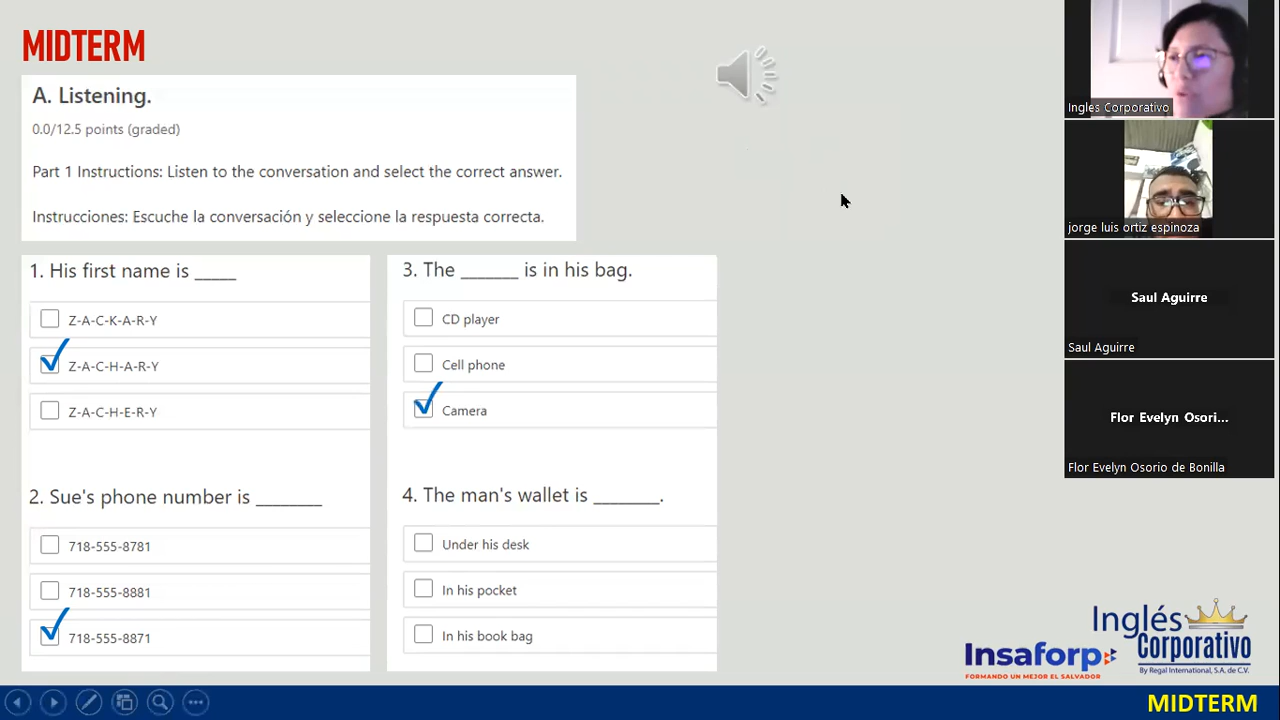 MIDTERM
A. Listening.
0.0/12.5 points (graded)
Part 1 Instructions: Listen to the conversation and select the correct answer.
Instrucciones: Escuche la conversación y seleccione la respuesta correcta.
1. His first name is _____
Z-A-C-K-A-R-Y
Z-A-C-H-A-R-Y
Z-A-C-H-E-R-Y
2. Sue's phone number is ________
718-555-8781
718-555-8881
718-555-8871
3. The _______ is in his bag.
CD player
Cell phone
Camera
4. The man's wallet is ________.
Under his desk
In his pocket
In his book bag
Ingles Corporativo
jorge luis ortiz espinoza
Saul Aguirre
Saul Aguirre
Flor Evelyn Osori...
Flor Evelyn Osorio de Bonilla
Insaforp
FORMANDO UN MEJOR EL SALVADOR
Inglés
Corporativo
By Regal International, S.A. de C.V.
MIDTERM